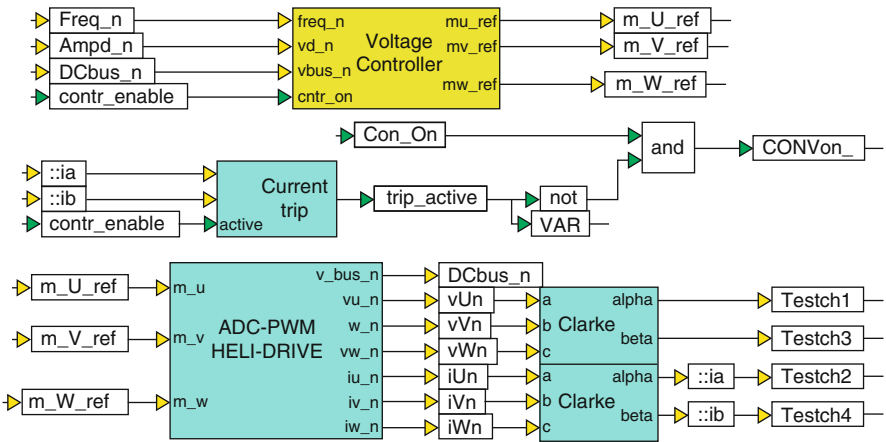 Freq_n
freq_n
mu_ref
m_U_ref
Ampd_n
vd_n
Voltage
Controller
mv_ref
m_V_ref
DCbus_n
vbus_n
mw_ref
m_W_ref
contr_enable
cntr_on
Con_On
and
CONVon_
::ia
::ib
contr_enable
active
Current
trip
trip_active
not
VAR
m_U_ref
m_u
m_V_ref
m_v
m_W_ref
m_w
ADC-PWM
HELI-DRIVE
v_bus_n
DCbus_n
vu_n
vUn
a
alpha
Testch1
w_n
vVn
b
Clarke
beta
Testch3
vw_n
vWn
c
iu_n
iUn
a
alpha
::ia
Testch2
iv_n
iVn
b
Clarke
beta
::ib
Testch4
iw_n
iWn
c